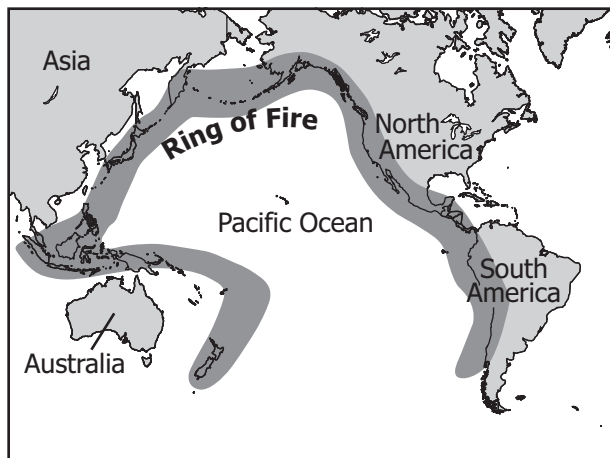 Asia
Ring of Fire
North
America
Pacific Ocean
South
America
Australia